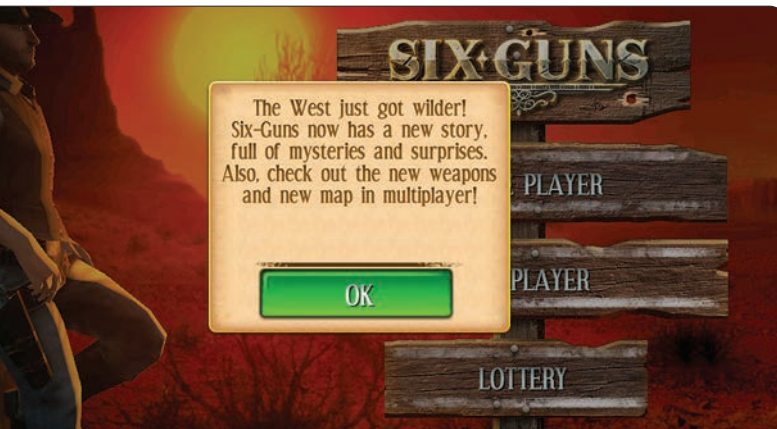 SIX-GUNS
The West just got wilder!
Six-Guns now has a new story,
full of mysteries and surprises.
Also, check out the new weapons
and new map in multiplayer!
PLAYER
PLAYER
OK
LOTTERY